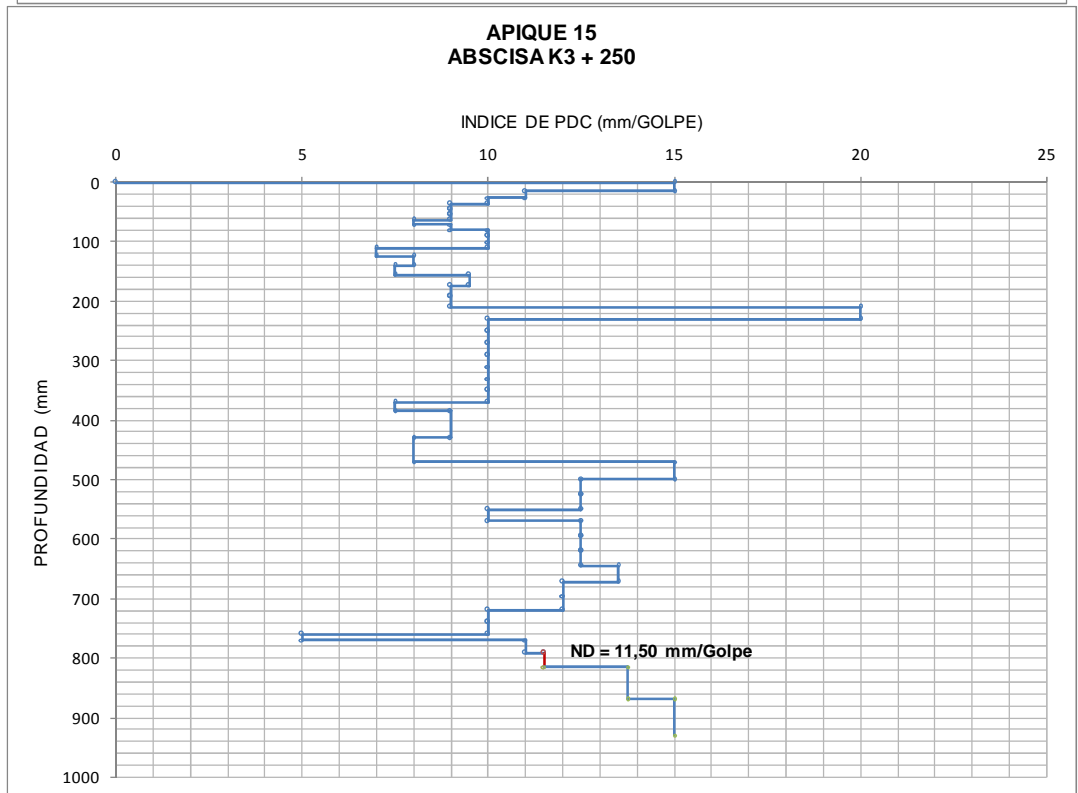 APIQUE 15
ABSCISA K3 + 250
INDICE DE PDC (mm/GOLPE)
0 5 10 15 20 25
0
100
200
300
400
500
600
700
800
900
1000
PROFUNDIDAD (mm
ND = 11,50 mm/Golpe